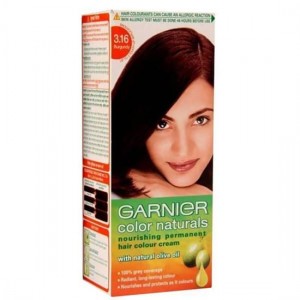 HAIR COLOURANTS CAN CAUSE AN ALLERGIC REACTION
3.16
Burgundy
GARNIER
color naturals
nourishing permanent
hair colour cream
with natural olive oil
100% grey coverage
Radiant, long-lasting colour
Nourishes and protects as it colours